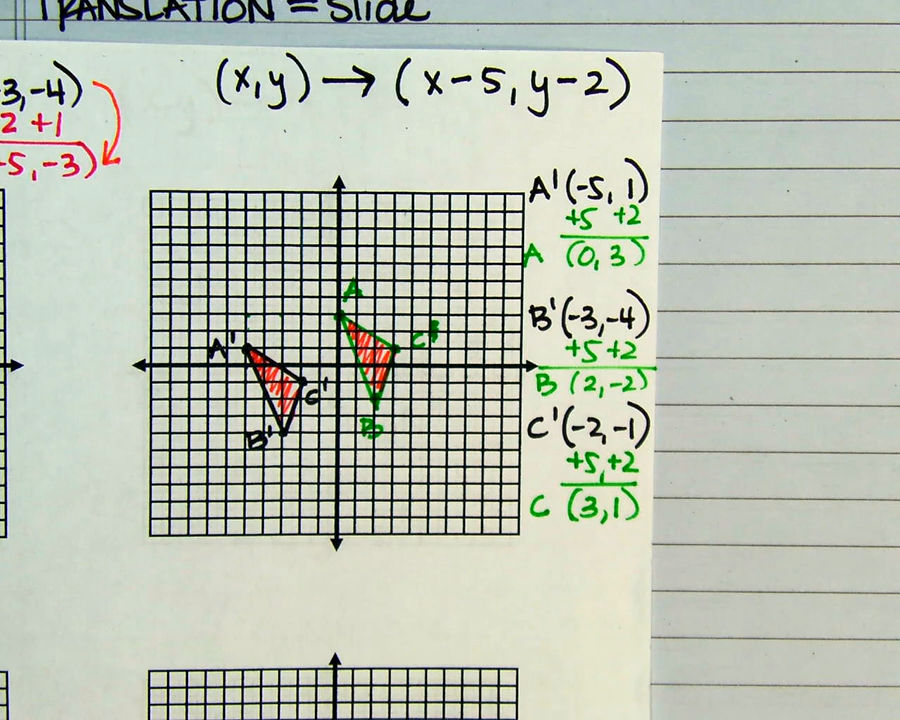 TRANSLATION = Slide
3,-4)
2 +1
-5,-3)
(x,y) → (x-5,y-2)
A'(-5,1)
+5 +2
A (0,3)
B'(-3,-4)
+5 +2
B (2,-2)
C'(-2,-1)
+5,+2
C (3,1)
A
C
A'
C'
B
B'